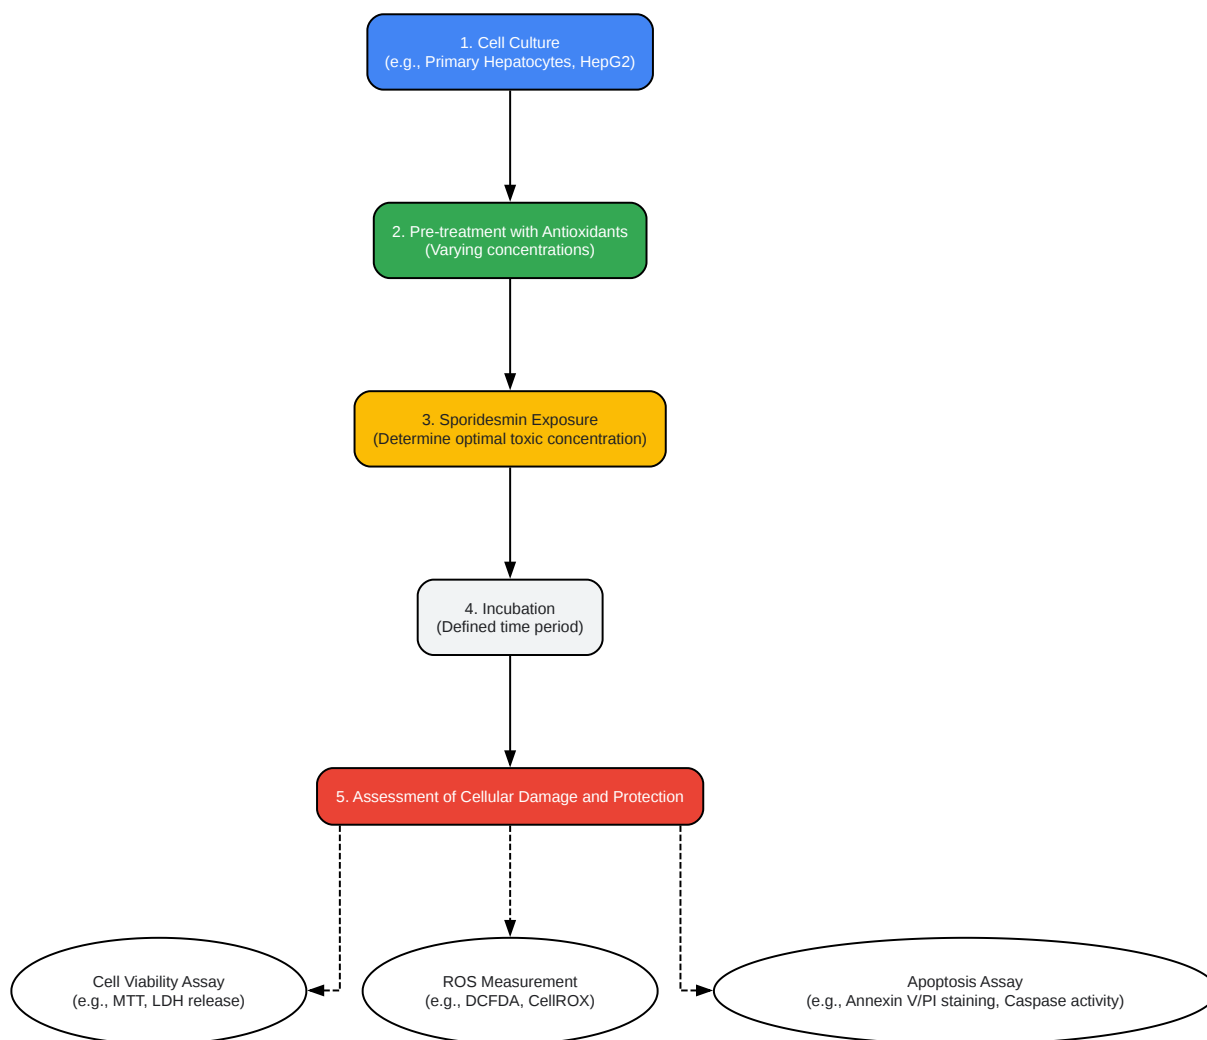 1. Cell Culture
(e.g., Primary Hepatocytes, HepG2)
2. Pre-treatment with Antioxidants
(Varying concentrations)
3. Sporidesmin Exposure
(Determine optimal toxic concentration)
4. Incubation
(Defined time period)
5. Assessment of Cellular Damage and Protection
Cell Viability Assay
(e.g., MTT, LDH release)
ROS Measurement
(e.g., DCFDA, CellROX)
Apoptosis Assay
(e.g., Annexin V/PI staining, Caspase activity)